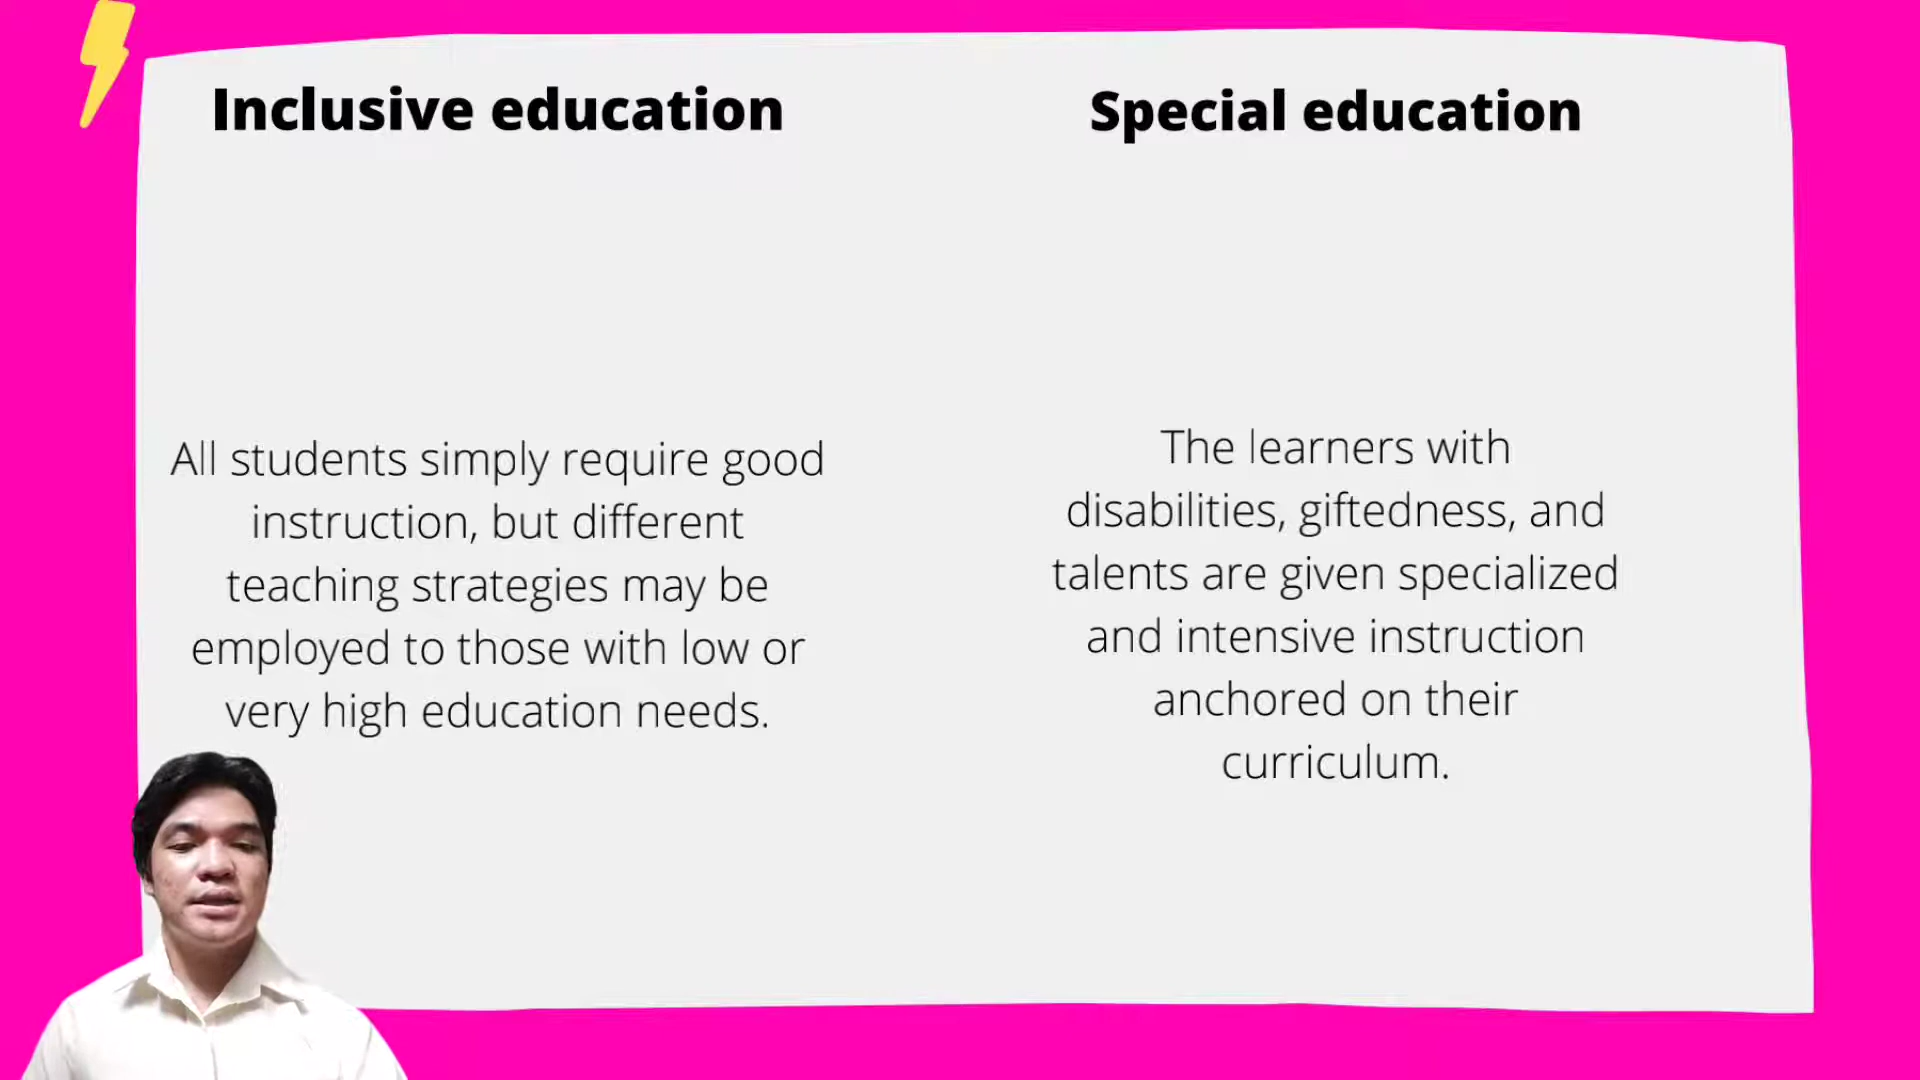 Inclusive education
All students simply require good
instruction, but different
teaching strategies may be
employed to those with low or
very high education needs.
Special education
The learners with
disabilities, giftedness, and
talents are given specialized
and intensive instruction
anchored on their
curriculum.